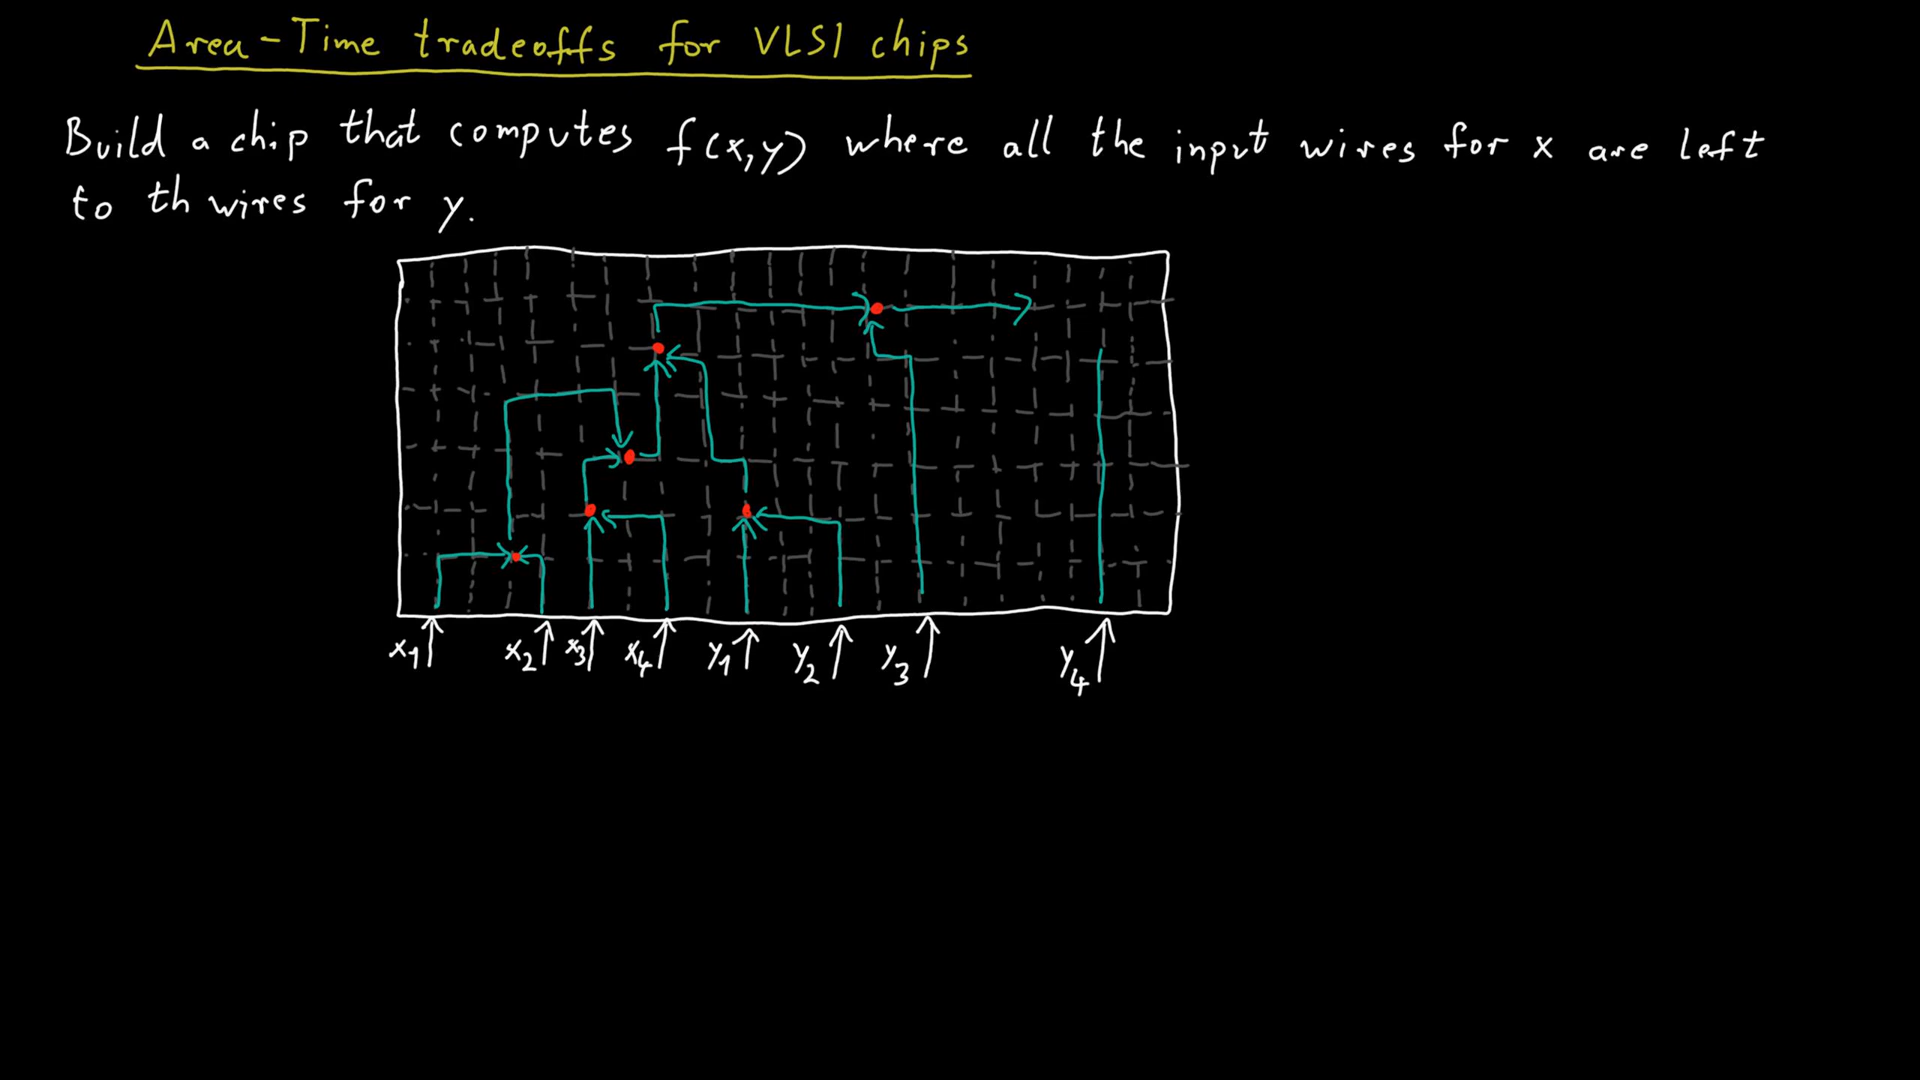 Area-Time tradeoffs for VLSI chips
Build a chip that computes f(x,y) where all the input wires for x are left
to th wires for y.
x1 x2 x3 x4 y1 y2 y3 y4